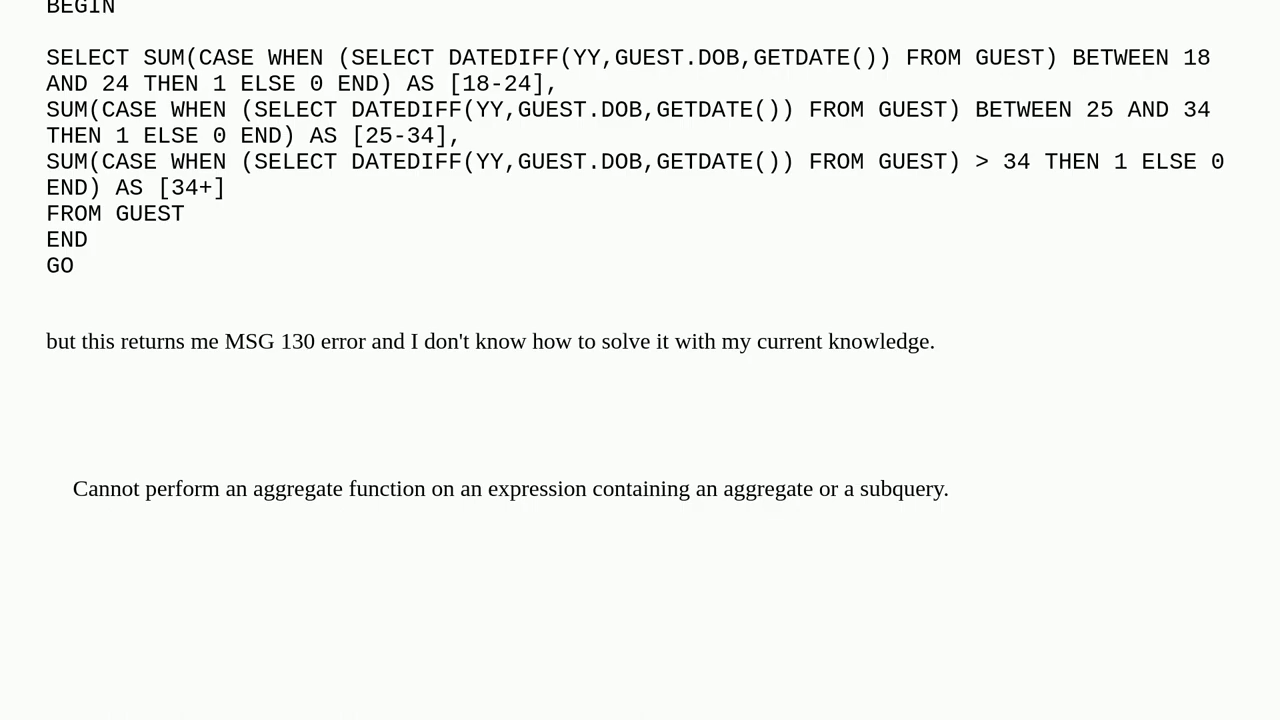 BEGIN
SELECT SUM(CASE WHEN (SELECT DATEDIFF(YY,GUEST.DOB,GETDATE()) FROM GUEST) BETWEEN 18
AND 24 THEN 1 ELSE 0 END) AS [18-24],
SUM(CASE WHEN (SELECT DATEDIFF(YY,GUEST.DOB,GETDATE()) FROM GUEST) BETWEEN 25 AND 34
THEN 1 ELSE 0 END) AS [25-34],
SUM(CASE WHEN (SELECT DATEDIFF(YY,GUEST.DOB,GETDATE()) FROM GUEST) > 34 THEN 1 ELSE 0
END) AS [34+]
FROM GUEST
END
GO
but this returns me MSG 130 error and I don't know how to solve it with my current knowledge.
Cannot perform an aggregate function on an expression containing an aggregate or a subquery.